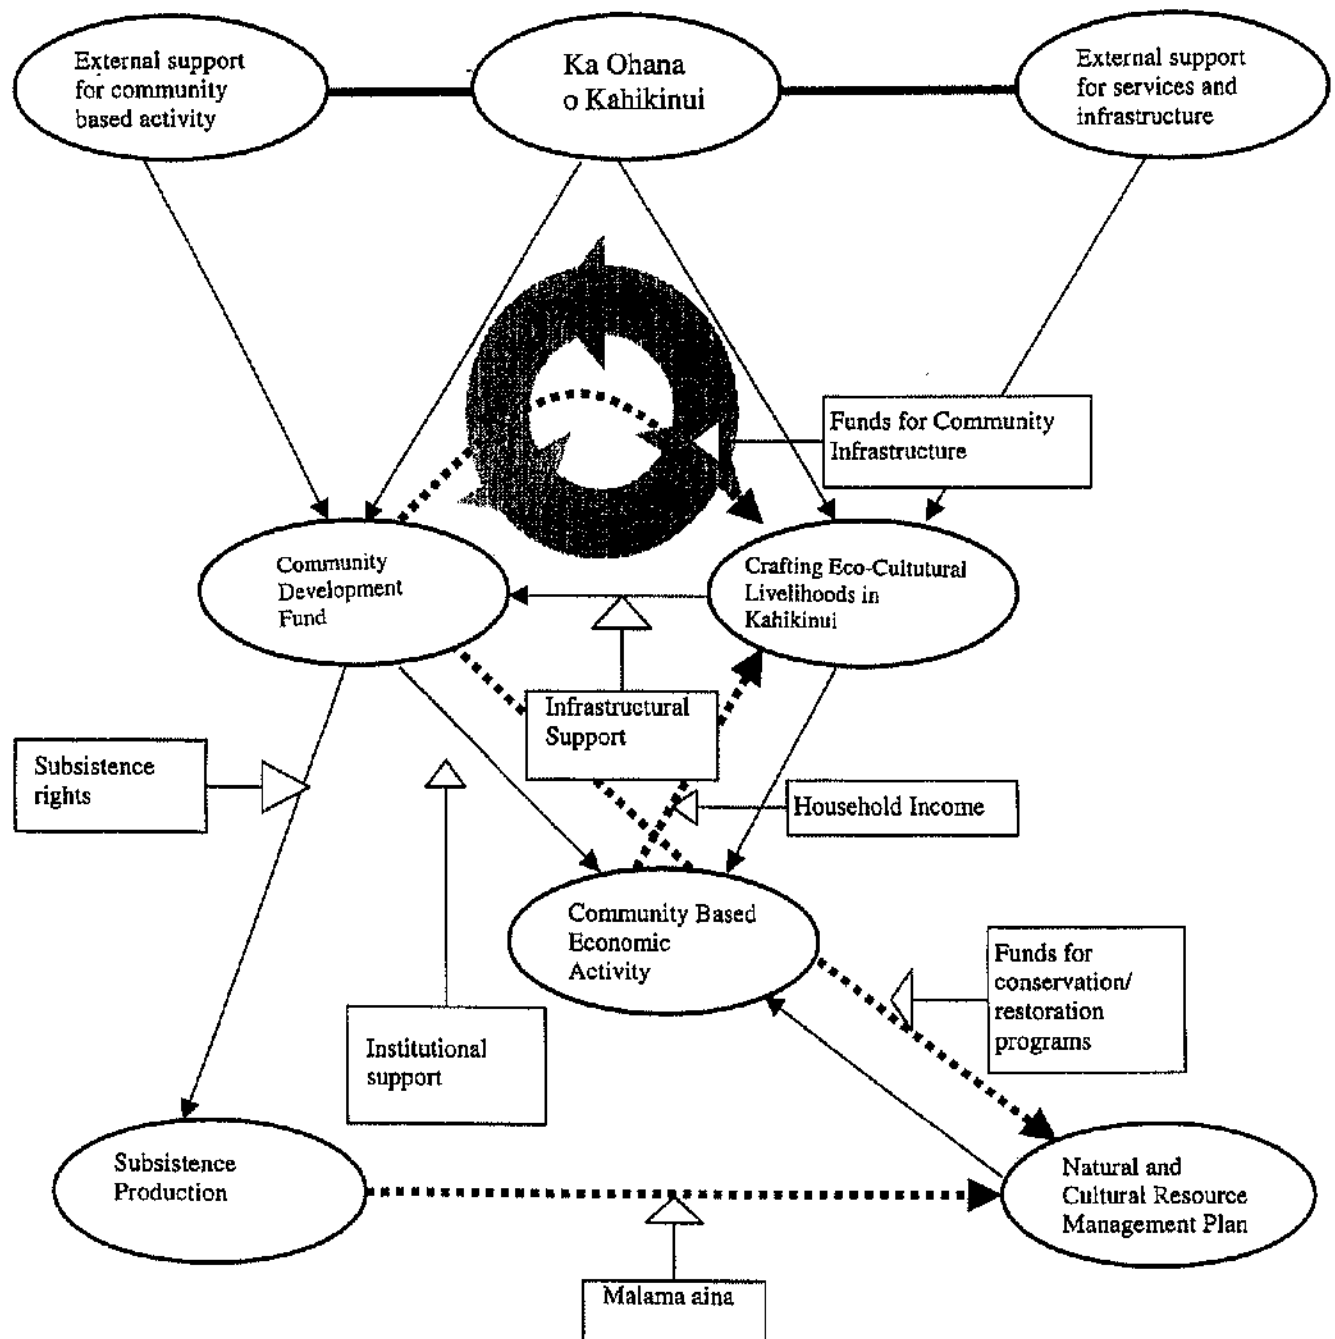 External support
for community
based activity
Ka Ohana
o Kahikinui
External support
for services and
infrastructure
Funds for Community
Infrastructure
Community
Development
Fund
Crafting Eco-Cultutural
Livelihoods in
Kahikinui
Infrastructural
Support
Subsistence
rights
Household Income
Community Based
Economic
Activity
Funds for
conservation/
restoration
programs
Institutional
support
Subsistence
Production
Natural and
Cultural Resource
Management Plan
Malama aina